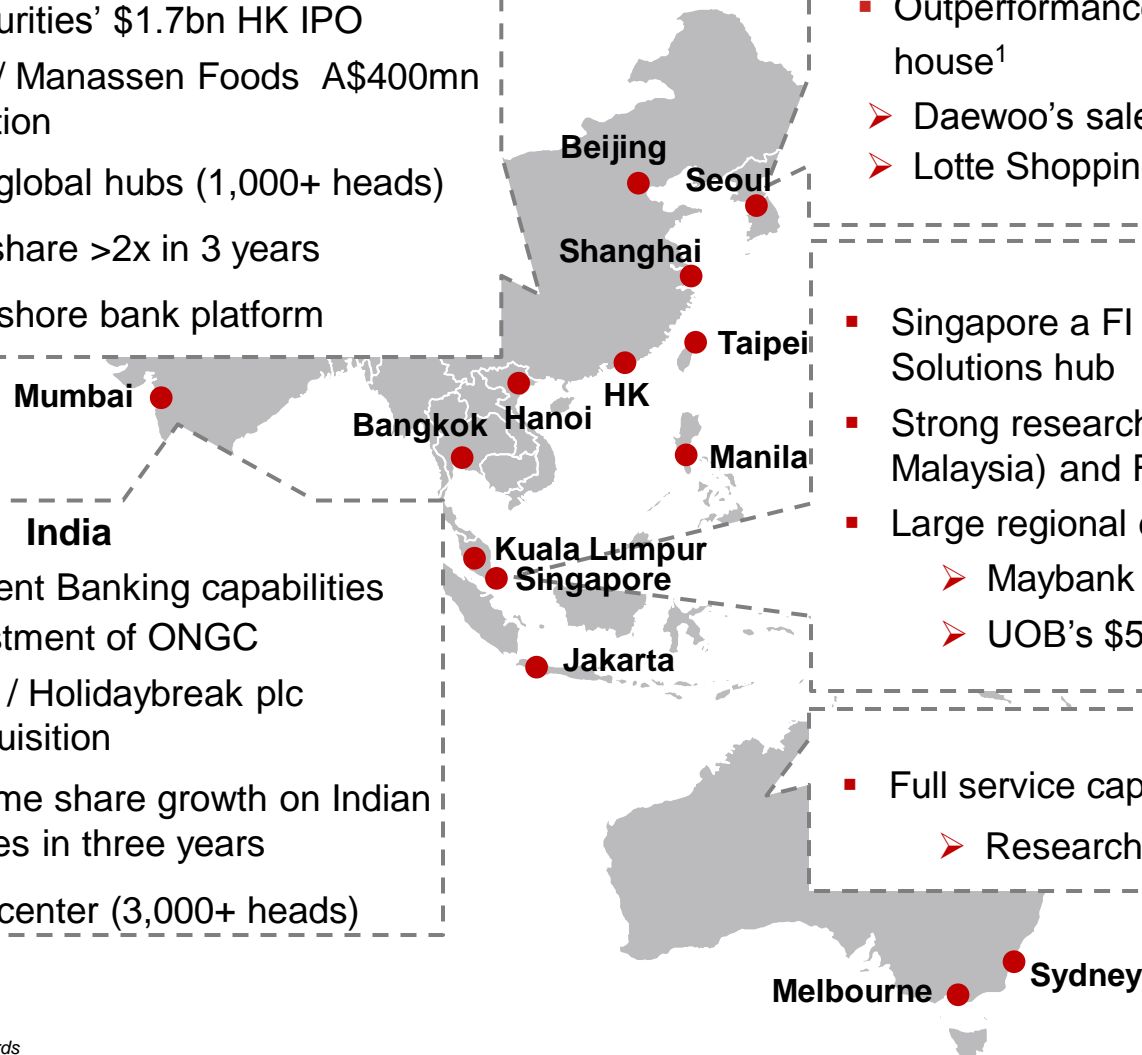 urities’ $1.7bn HK IPO
/ Manassen Foods A$400mn
tion
global hubs (1,000+ heads)
share >2x in 3 years
shore bank platform
Outperformance
house¹
Daewoo’s sale
Lotte Shoppin
Beijing
Seoul
Shanghai
Taipei
HK
Hanoi
Mumbai
Bangkok
Manila
Kuala Lumpur
Singapore
Jakarta
Singapore a FI
Solutions hub
Strong research
Malaysia) and F
Large regional
Maybank
UOB’s $5
India
ent Banking capabilities
stment of ONGC
/ Holidaybreak plc
uisition
me share growth on Indian
es in three years
center (3,000+ heads)
Full service cap
Research
Melbourne
Sydney
rds